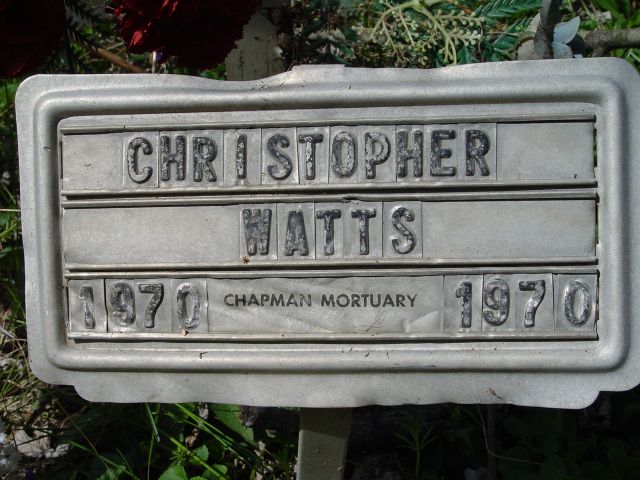 CHRISTOPHER
WATTS
1970 CHAPMAN MORTUARY 1970